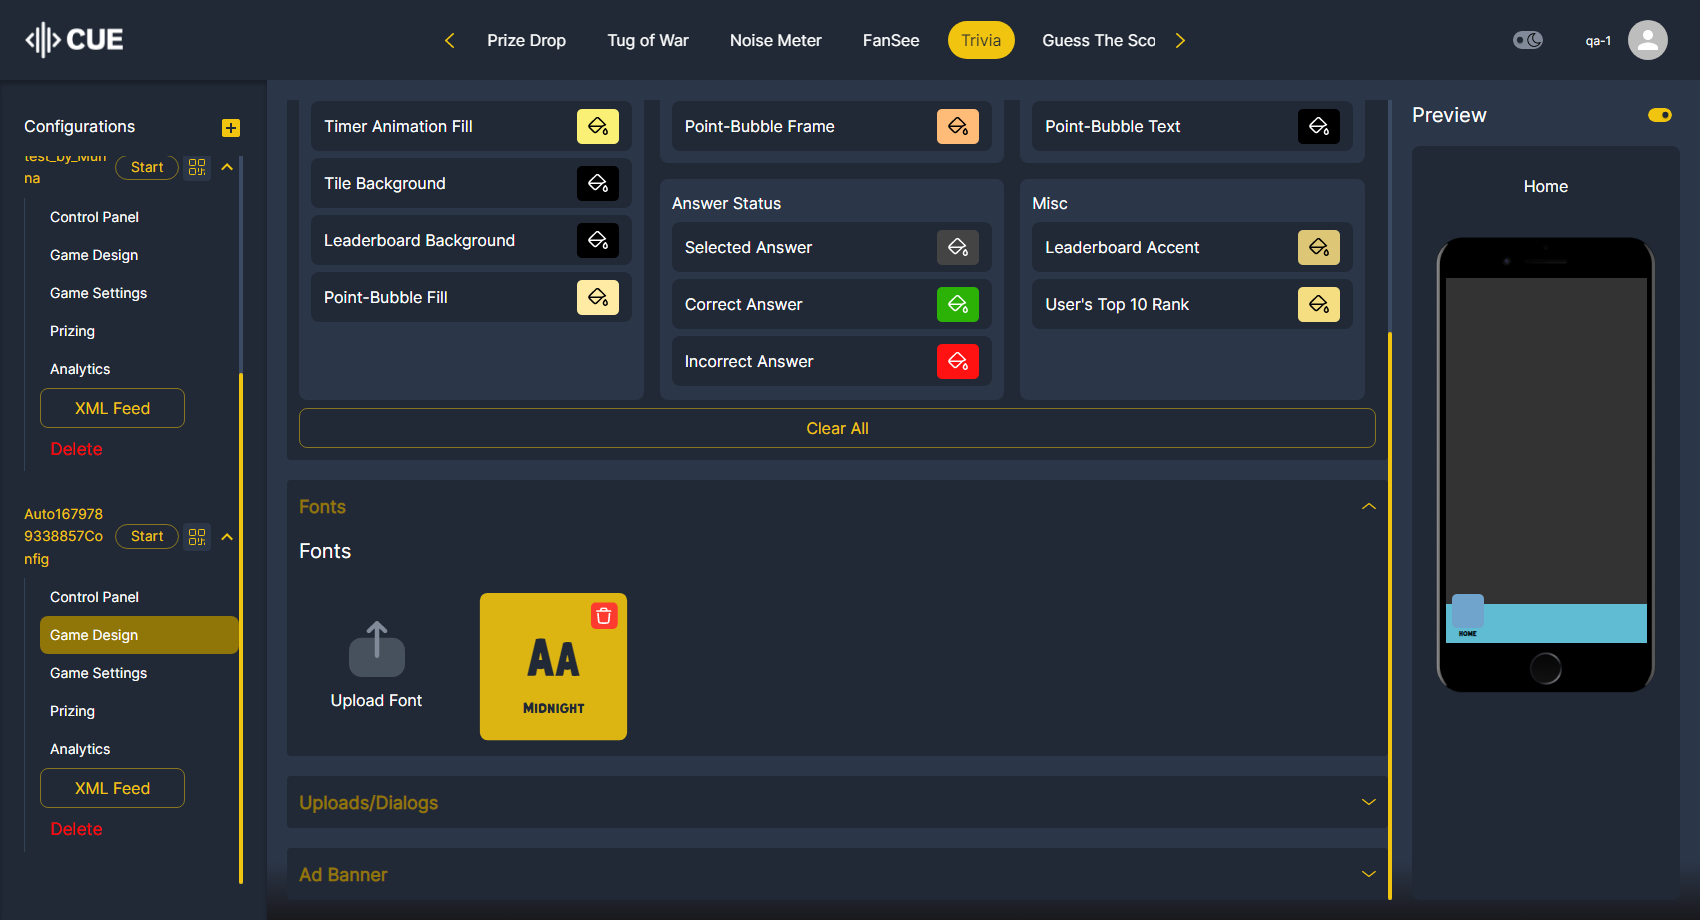 CUE
Prize Drop
Tug of War
Noise Meter
FanSee
Trivia
Guess The Sco
qa-1
Configurations
test_by_Mun
na
Start
Control Panel
Game Design
Game Settings
Prizing
Analytics
XML Feed
Delete
Auto167978
9338857Co
nfig
Start
Control Panel
Game Design
Game Settings
Prizing
Analytics
XML Feed
Delete
Timer Animation Fill
Tile Background
Leaderboard Background
Point-Bubble Fill
Point-Bubble Frame
Answer Status
Selected Answer
Correct Answer
Incorrect Answer
Point-Bubble Text
Misc
Leaderboard Accent
User's Top 10 Rank
Clear All
Fonts
Fonts
Upload Font
AA
MIDNIGHT
Uploads/Dialogs
Ad Banner
Preview
Home
HOME